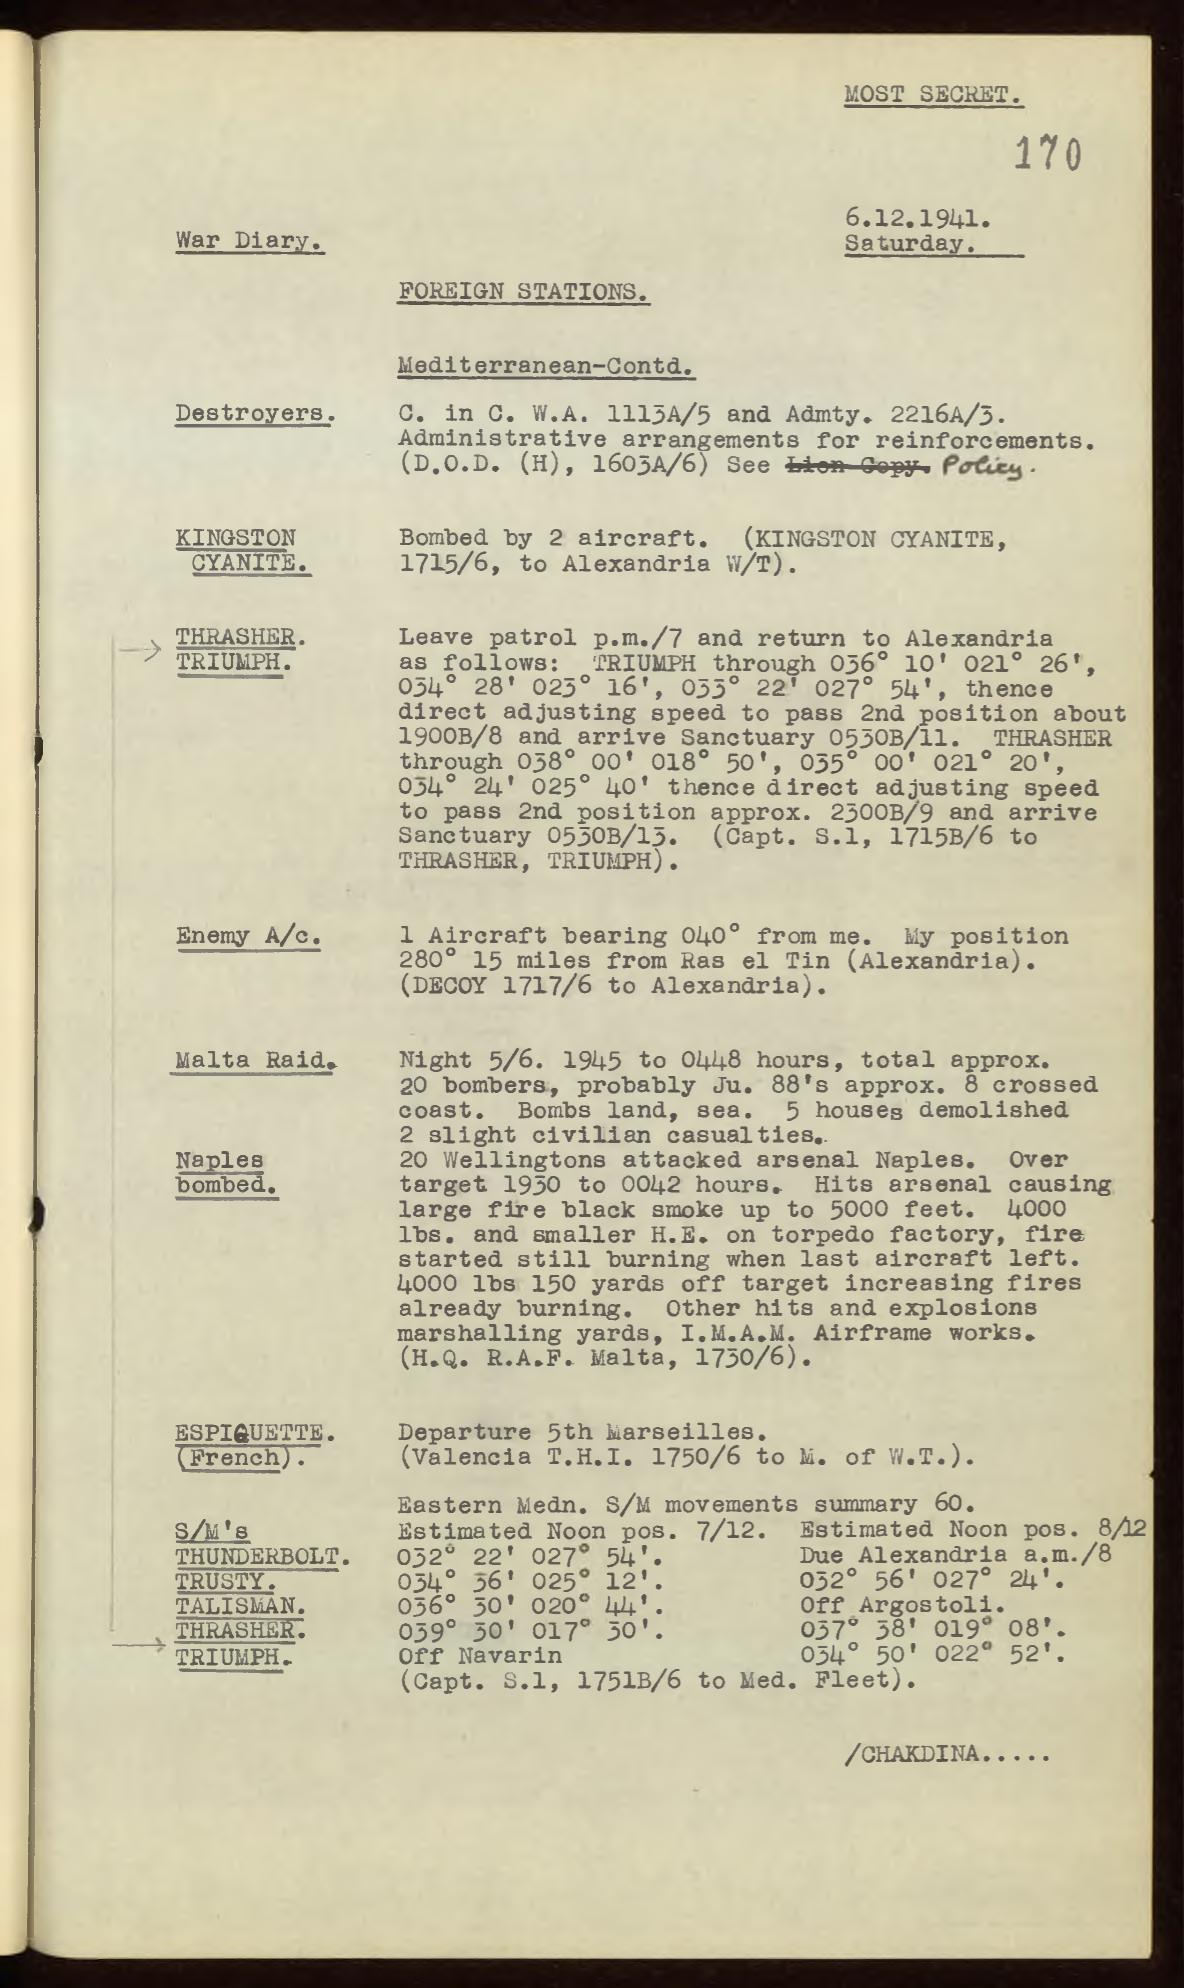 MOST SECRET.
170
6.12.1941.
War Diary.
Saturday.
FOREIGN STATIONS.
Mediterranean-Contd.
Destroyers. C. in C. W.A. 1113A/5 and Admty. 2216A/3.
Administrative arrangements for reinforcements.
(D.O.D. (H), 1603A/6) See Lion Copy. Policy.
KINGSTON Bombed by 2 aircraft. (KINGSTON CYANITE,
CYANITE. 1715/6, to Alexandria W/T).
THRASHER. Leave patrol p.m./7 and return to Alexandria
TRIUMPH. as follows: TRIUMPH through 036° 10' 021° 26',
034° 28' 023° 16', 033° 22' 027° 54', thence
direct adjusting speed to pass 2nd position about
1900B/8 and arrive Sanctuary 0530B/11. THRASHER
through 038° 00' 018° 50', 035° 00' 021° 20',
034° 24' 025° 40' thence direct adjusting speed
to pass 2nd position approx. 2300B/9 and arrive
Sanctuary 0530B/13. (Capt. S.1, 1715B/6 to
THRASHER, TRIUMPH).
Enemy A/c. 1 Aircraft bearing 040° from me. My position
280° 15 miles from Ras el Tin (Alexandria).
(DECOY 1717/6 to Alexandria).
Malta Raid. Night 5/6. 1945 to 0448 hours, total approx.
20 bombers, probably Ju. 88's approx. 8 crossed
coast. Bombs land, sea. 5 houses demolished
2 slight civilian casualties.
Naples 20 Wellingtons attacked arsenal Naples. Over
bombed. target 1930 to 0042 hours. Hits arsenal causing
large fire black smoke up to 5000 feet. 4000
lbs. and smaller H.E. on torpedo factory, fire
started still burning when last aircraft left.
4000 lbs 150 yards off target increasing fires
already burning. Other hits and explosions
marshalling yards, I.M.A.M. Airframe works.
(H.Q. R.A.F. Malta, 1730/6).
ESPIGUETTE. Departure 5th Marseilles.
(French). (Valencia T.H.I. 1750/6 to M. of W.T.).
Eastern Medn. S/M movements summary 60.
S/M's Estimated Noon pos. 7/12. Estimated Noon pos. 8/12
THUNDERBOLT. 032° 22' 027° 54'. Due Alexandria a.m./8
TRUSTY. 034° 36' 025° 12'. 032° 56' 027° 24'.
TALISMAN. 036° 30' 020° 44'. Off Argostoli.
THRASHER. 039° 30' 017° 30'. 037° 38' 019° 08'.
TRIUMPH. Off Navarin 034° 50' 022° 52'.
(Capt. S.1, 1751B/6 to Med. Fleet).
/CHAKDINA.....